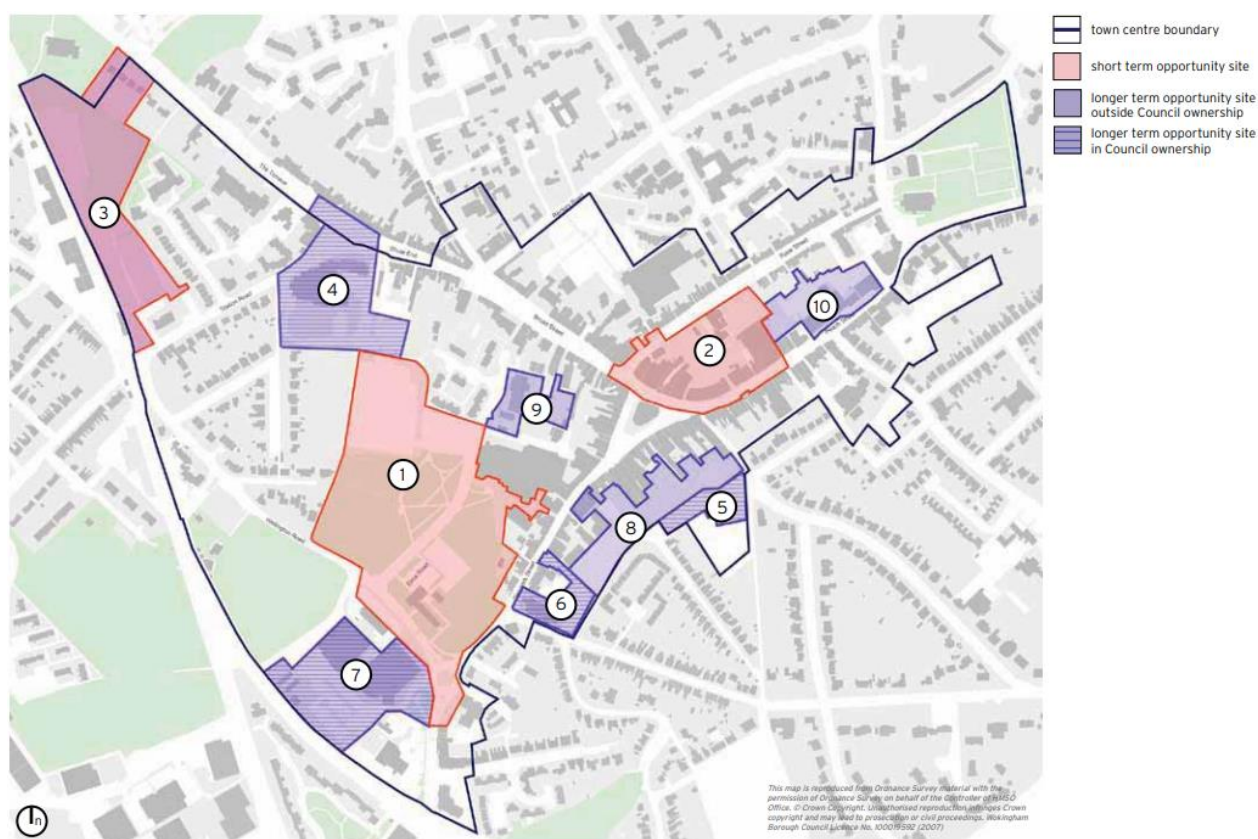 town centre boundary
short term opportunity site
longer term opportunity site
outside Council ownership
longer term opportunity site
in Council ownership
3
4
10
2
9
1
5
8
6
7
n
This map is reproduced from Ordnance Survey material with the
permission of Ordnance Survey on behalf of the Controller of HMSO
Office. © Crown Copyright. Unauthorised reproduction infringes Crown
copyright and may lead to prosecution or civil proceedings. Wokingham
Borough Council Licence No. 100019592 (2007)